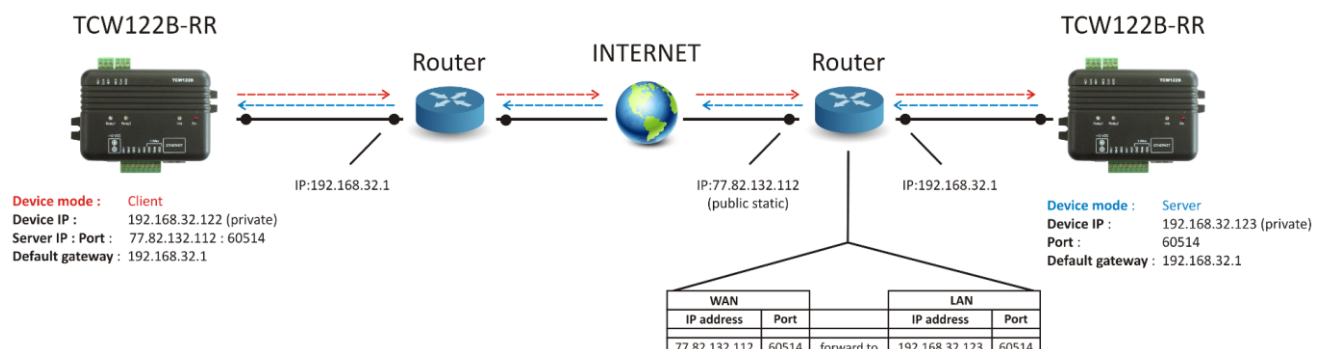 TCW122B-RR
TCW122B-RR
Router
INTERNET
Router
IP:192.168.32.1
IP:77.82.132.112
(public static)
IP:192.168.32.1
Device mode : Client
Device IP : 192.168.32.122 (private)
Server IP : Port : 77.82.132.112 : 60514
Default gateway : 192.168.32.1
Device mode : Server
Device IP : 192.168.32.123 (private)
Port : 60514
Default gateway : 192.168.32.1
WAN LAN
IP address Port IP address Port
77.82.132.112 60514 forward to 192.168.32.123 60514
TCW122B
ETHERNET
TCW122B
ETHERNET